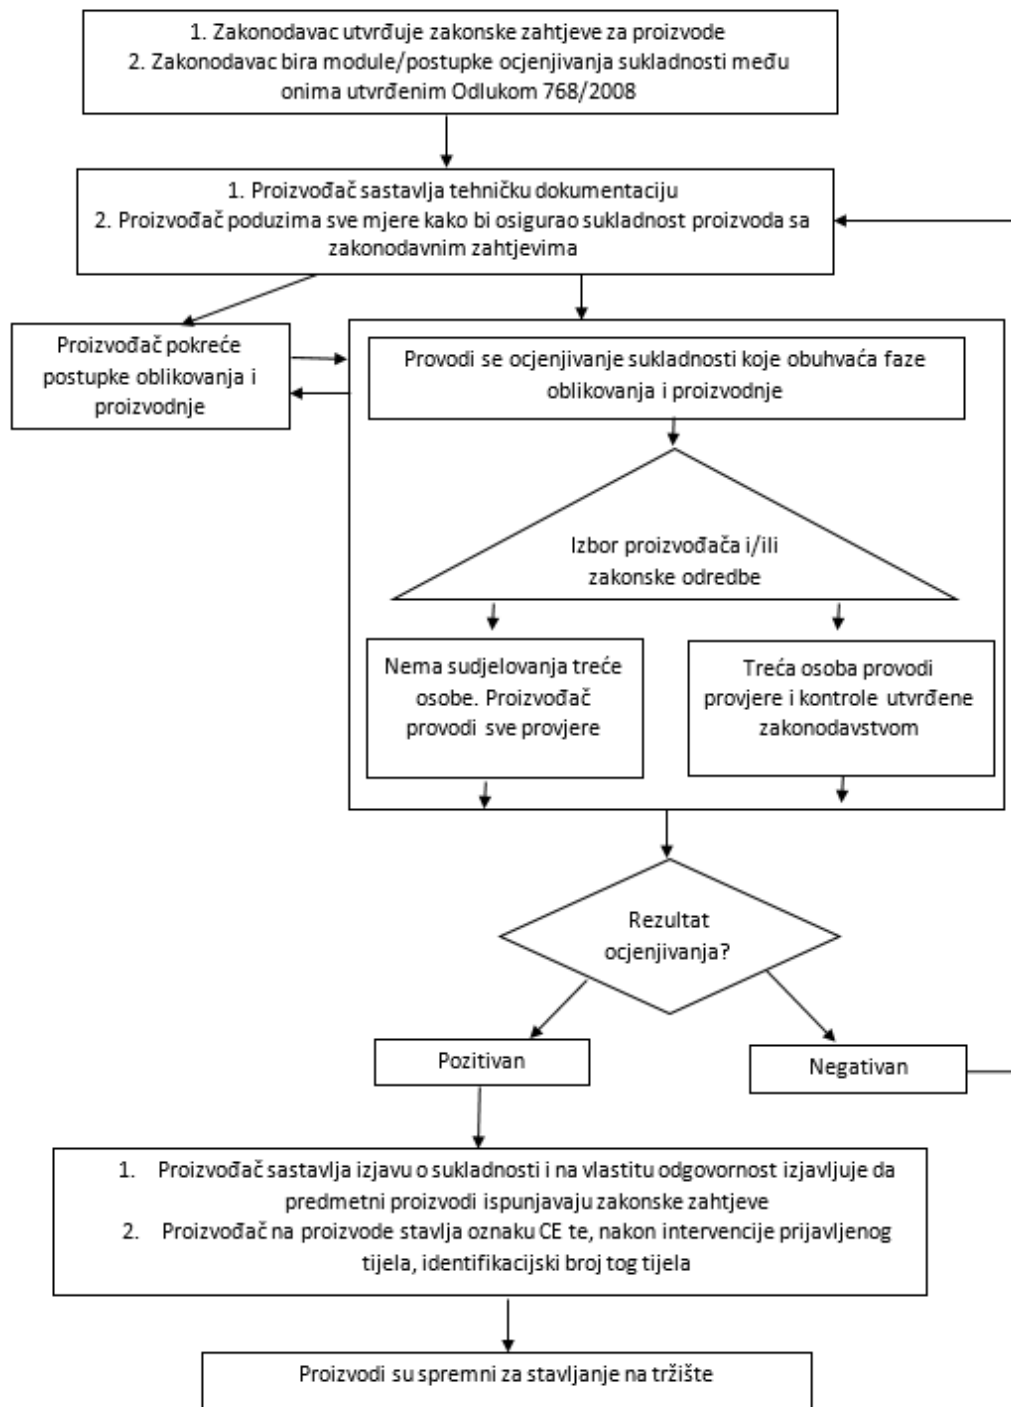 1. Zakonodavac utvrđuje zakonske zahtjeve za proizvode
2. Zakonodavac bira module/postupke ocjenjivanja sukladnosti među
onima utvrđenim Odlukom 768/2008
1. Proizvođač sastavlja tehničku dokumentaciju
2. Proizvođač poduzima sve mjere kako bi osigurao sukladnost proizvoda sa
zakonodavnim zahtjevima
Proizvođač pokreće
postupke oblikovanja i
proizvodnje
Provodi se ocjenjivanje sukladnosti koje obuhvaća faze
oblikovanja i proizvodnje
Izbor proizvođača i/ili
zakonske odredbe
Nema sudjelovanja treće
osobe. Proizvođač
provodi sve provjere
Treća osoba provodi
provjere i kontrole utvrđene
zakonodavstvom
Rezultat
ocjenjivanja?
Pozitivan
Negativan
1. Proizvođač sastavlja izjavu o sukladnosti i na vlastitu odgovornost izjavljuje da
predmetni proizvodi ispunjavaju zakonske zahtjeve
2. Proizvođač na proizvode stavlja oznaku CE te, nakon intervencije prijavljenog
tijela, identifikacijski broj tog tijela
Proizvodi su spremni za stavljanje na tržište